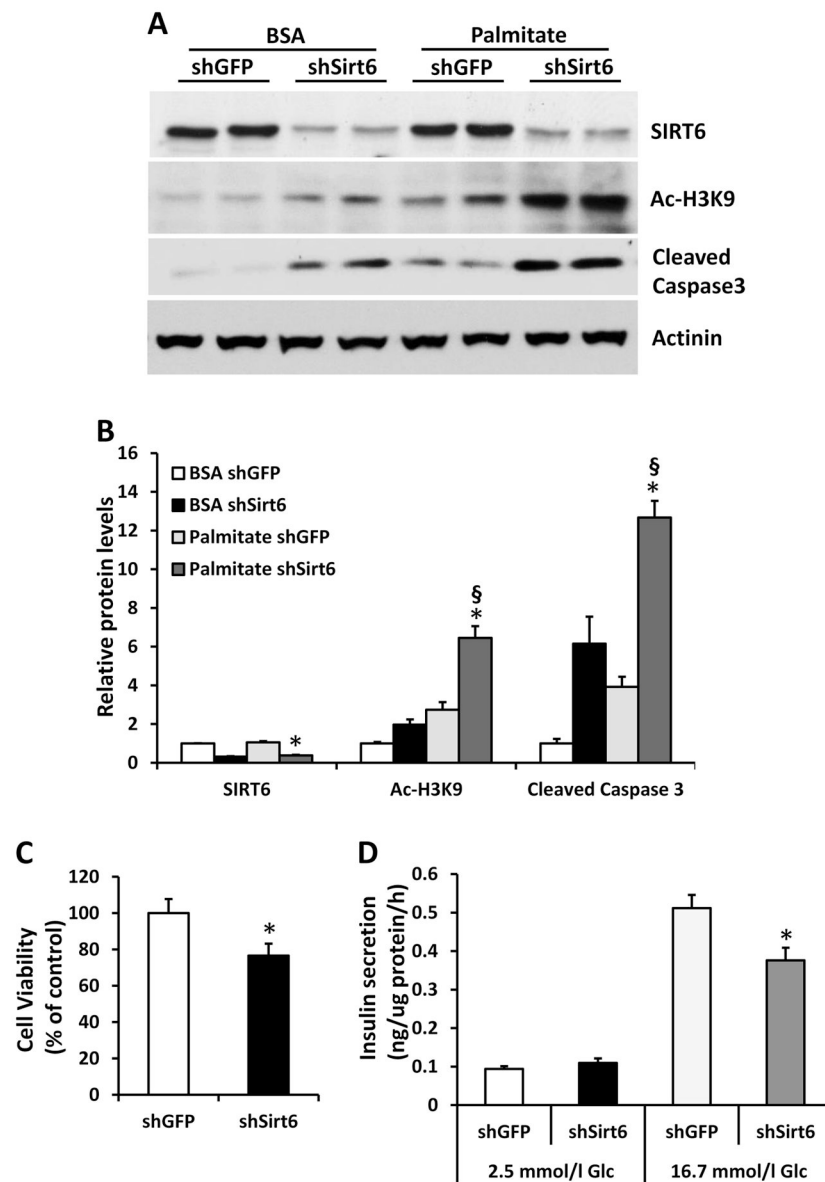 A
BSA Palmitate
shGFP shSirt6 shGFP shSirt6
SIRT6
Ac-H3K9
Cleaved
Caspase3
Actinin
B
Relative protein levels
16
14
12
10
8
6
4
2
0
BSA shGFP
BSA shSirt6
Palmitate shGFP
Palmitate shSirt6
*
§
*
§
*
SIRT6 Ac-H3K9 Cleaved Caspase 3
C
Cell Viability
(% of control)
120
100
80
60
40
20
0
*
shGFP shSirt6
D
Insulin secretion
(ng/ug protein/h)
0.6
0.5
0.4
0.3
0.2
0.1
0
*
shGFP shSirt6 shGFP shSirt6
2.5 mmol/l Glc 16.7 mmol/l Glc